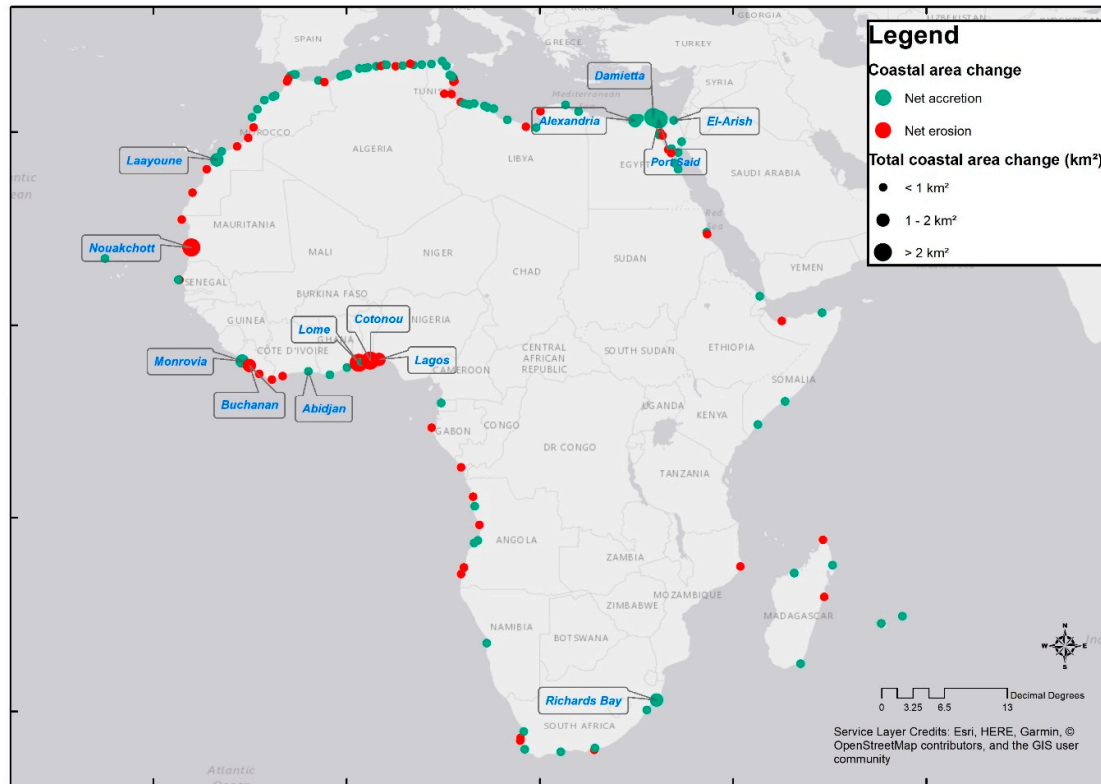 SPAIN
GREECE
TURKEY
GEORGIA
SYRIA
Legend
Coastal area change
Net accretion
Net erosion
Total coastal area change (km²)
< 1 km²
1 - 2 km²
> 2 km²
Damietta
Mediterranean
Alexandria
El-Arish
Port Said
MOROCCO
ALGERIA
LIBYA
EGYPT
SAUDI ARABIA
Laayoune
Atlantic
MAURITANIA
Nouakchott
MALI
NIGER
CHAD
SUDAN
Red
Sea
YEMEN
SENEGAL
BURKINA FASO
GUINEA
NIGERIA
Cotonou
Lome
GHANA
Lagos
Monrovia
CÔTE D'IVOIRE
Buchanan
Abidjan
CAMEROON
CENTRAL
AFRICAN
REPUBLIC
SOUTH SUDAN
ETHIOPIA
SOMALIA
UGANDA
KENYA
GABON
CONGO
DR CONGO
TANZANIA
ANGOLA
ZAMBIA
MOZAMBIQUE
ZIMBABWE
MADAGASCAR
NAMIBIA
BOTSWANA
Richards Bay
SOUTH AFRICA
Atlantic
N
W E
S
Decimal Degrees
0 3.25 6.5 13
Service Layer Credits: Esri, HERE, Garmin, ©
OpenStreetMap contributors, and the GIS user
community